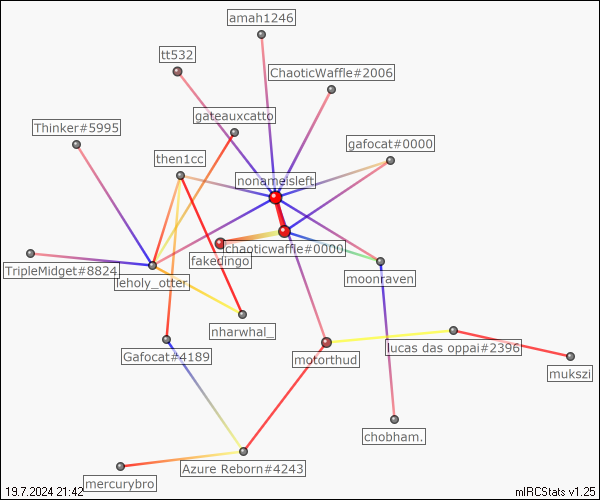 amah1246
tt532
ChaoticWaffle#2006
gateauxcatto
Thinker#5995
gafocat#0000
then1cc
nonameisleft
chaoticwaffle#0000
fakedingo
TripleMidget#8824
leholy_otter
moonraven
nharwhal_
Gafocat#4189
motorthud
lucas das oppai#2396
mukszi
chobham.
Azure Reborn#4243
mercurybro
19.7.2024 21:42
mIRCStats v1.25